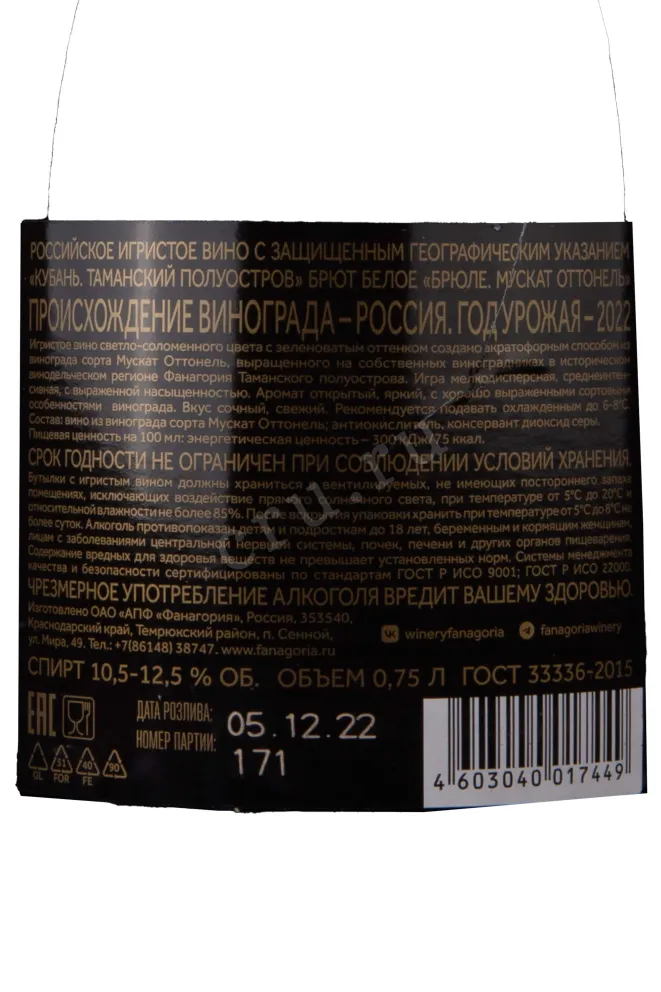 РОССИЙСКОЕ ИГРИСТОЕ ВИНО С ЗАЩИЩЕННЫМ ГЕОГРАФИЧЕСКИМ УКАЗАНИЕМ
«КУБАНЬ. ТАМАНСКИЙ ПОЛУОСТРОВ» БРЮТ БЕЛОЕ «БРЮЛЕ. МУСКАТ ОТТОНЕЛЬ»
ПРОИСХОЖДЕНИЕ ВИНОГРАДА – РОССИЯ. ГОД УРОЖАЯ – 2022
Игристое вино светло-соломенного цвета с зеленоватым оттенком создано акратофорным способом из
винограда сорта Мускат Оттонель, выращенного на собственных виноградниках в историческом
винодельческом регионе Фанагория Таманского полуострова. Игра мелкодисперсная, среднеинтен-
сивная, с выраженной насыщенностью. Аромат открытый, яркий, с хорошо выраженными сортовыми
особенностями винограда. Вкус сочный, свежий. Рекомендуется подавать охлажденным до 6-8°С.
Состав: вино из винограда сорта Мускат Оттонель; антиокислитель, консервант диоксид серы.
Пищевая ценность на 100 мл: энергетическая ценность – 300 кДж/75 ккал.
СРОК ГОДНОСТИ НЕ ОГРАНИЧЕН ПРИ СОБЛЮДЕНИИ УСЛОВИЙ ХРАНЕНИЯ.
Бутылки с игристым вином должны храниться в вентилируемых, не имеющих постороннего запаха
помещениях, исключающих воздействие прямого солнечного света, при температуре от 5°С до 20°С и
относительной влажности не более 85%. После вскрытия упаковки хранить при температуре от 5°С до 8°С не
более суток. Алкоголь противопоказан детям и подросткам до 18 лет, беременным и кормящим женщинам,
лицам с заболеваниями центральной нервной системы, почек, печени и других органов пищеварения.
Содержание вредных для здоровья веществ не превышает установленных норм. Системы менеджмента
качества и безопасности сертифицированы по стандартам ГОСТ Р ИСО 9001; ГОСТ Р ИСО 22000.
ЧРЕЗМЕРНОЕ УПОТРЕБЛЕНИЕ АЛКОГОЛЯ ВРЕДИТ ВАШЕМУ ЗДОРОВЬЮ.
Изготовлено ОАО «АПФ «Фанагория», Россия, 353540,
Краснодарский край, Темрюкский район, п. Сенной,
ул. Мира, 49. Тел.:+7(86148) 38747. www.fanagoria.ru
wineryfanagoria
fanagoriawinery
СПИРТ 10,5-12,5 % ОБ. ОБЪЕМ 0,75 Л ГОСТ 33336-2015
ЕАС
ДАТА РОЗЛИВА: 05.12.22
НОМЕР ПАРТИИ: 171
31 40 90
GL FOR FE
4 603040 017449
cru.ru